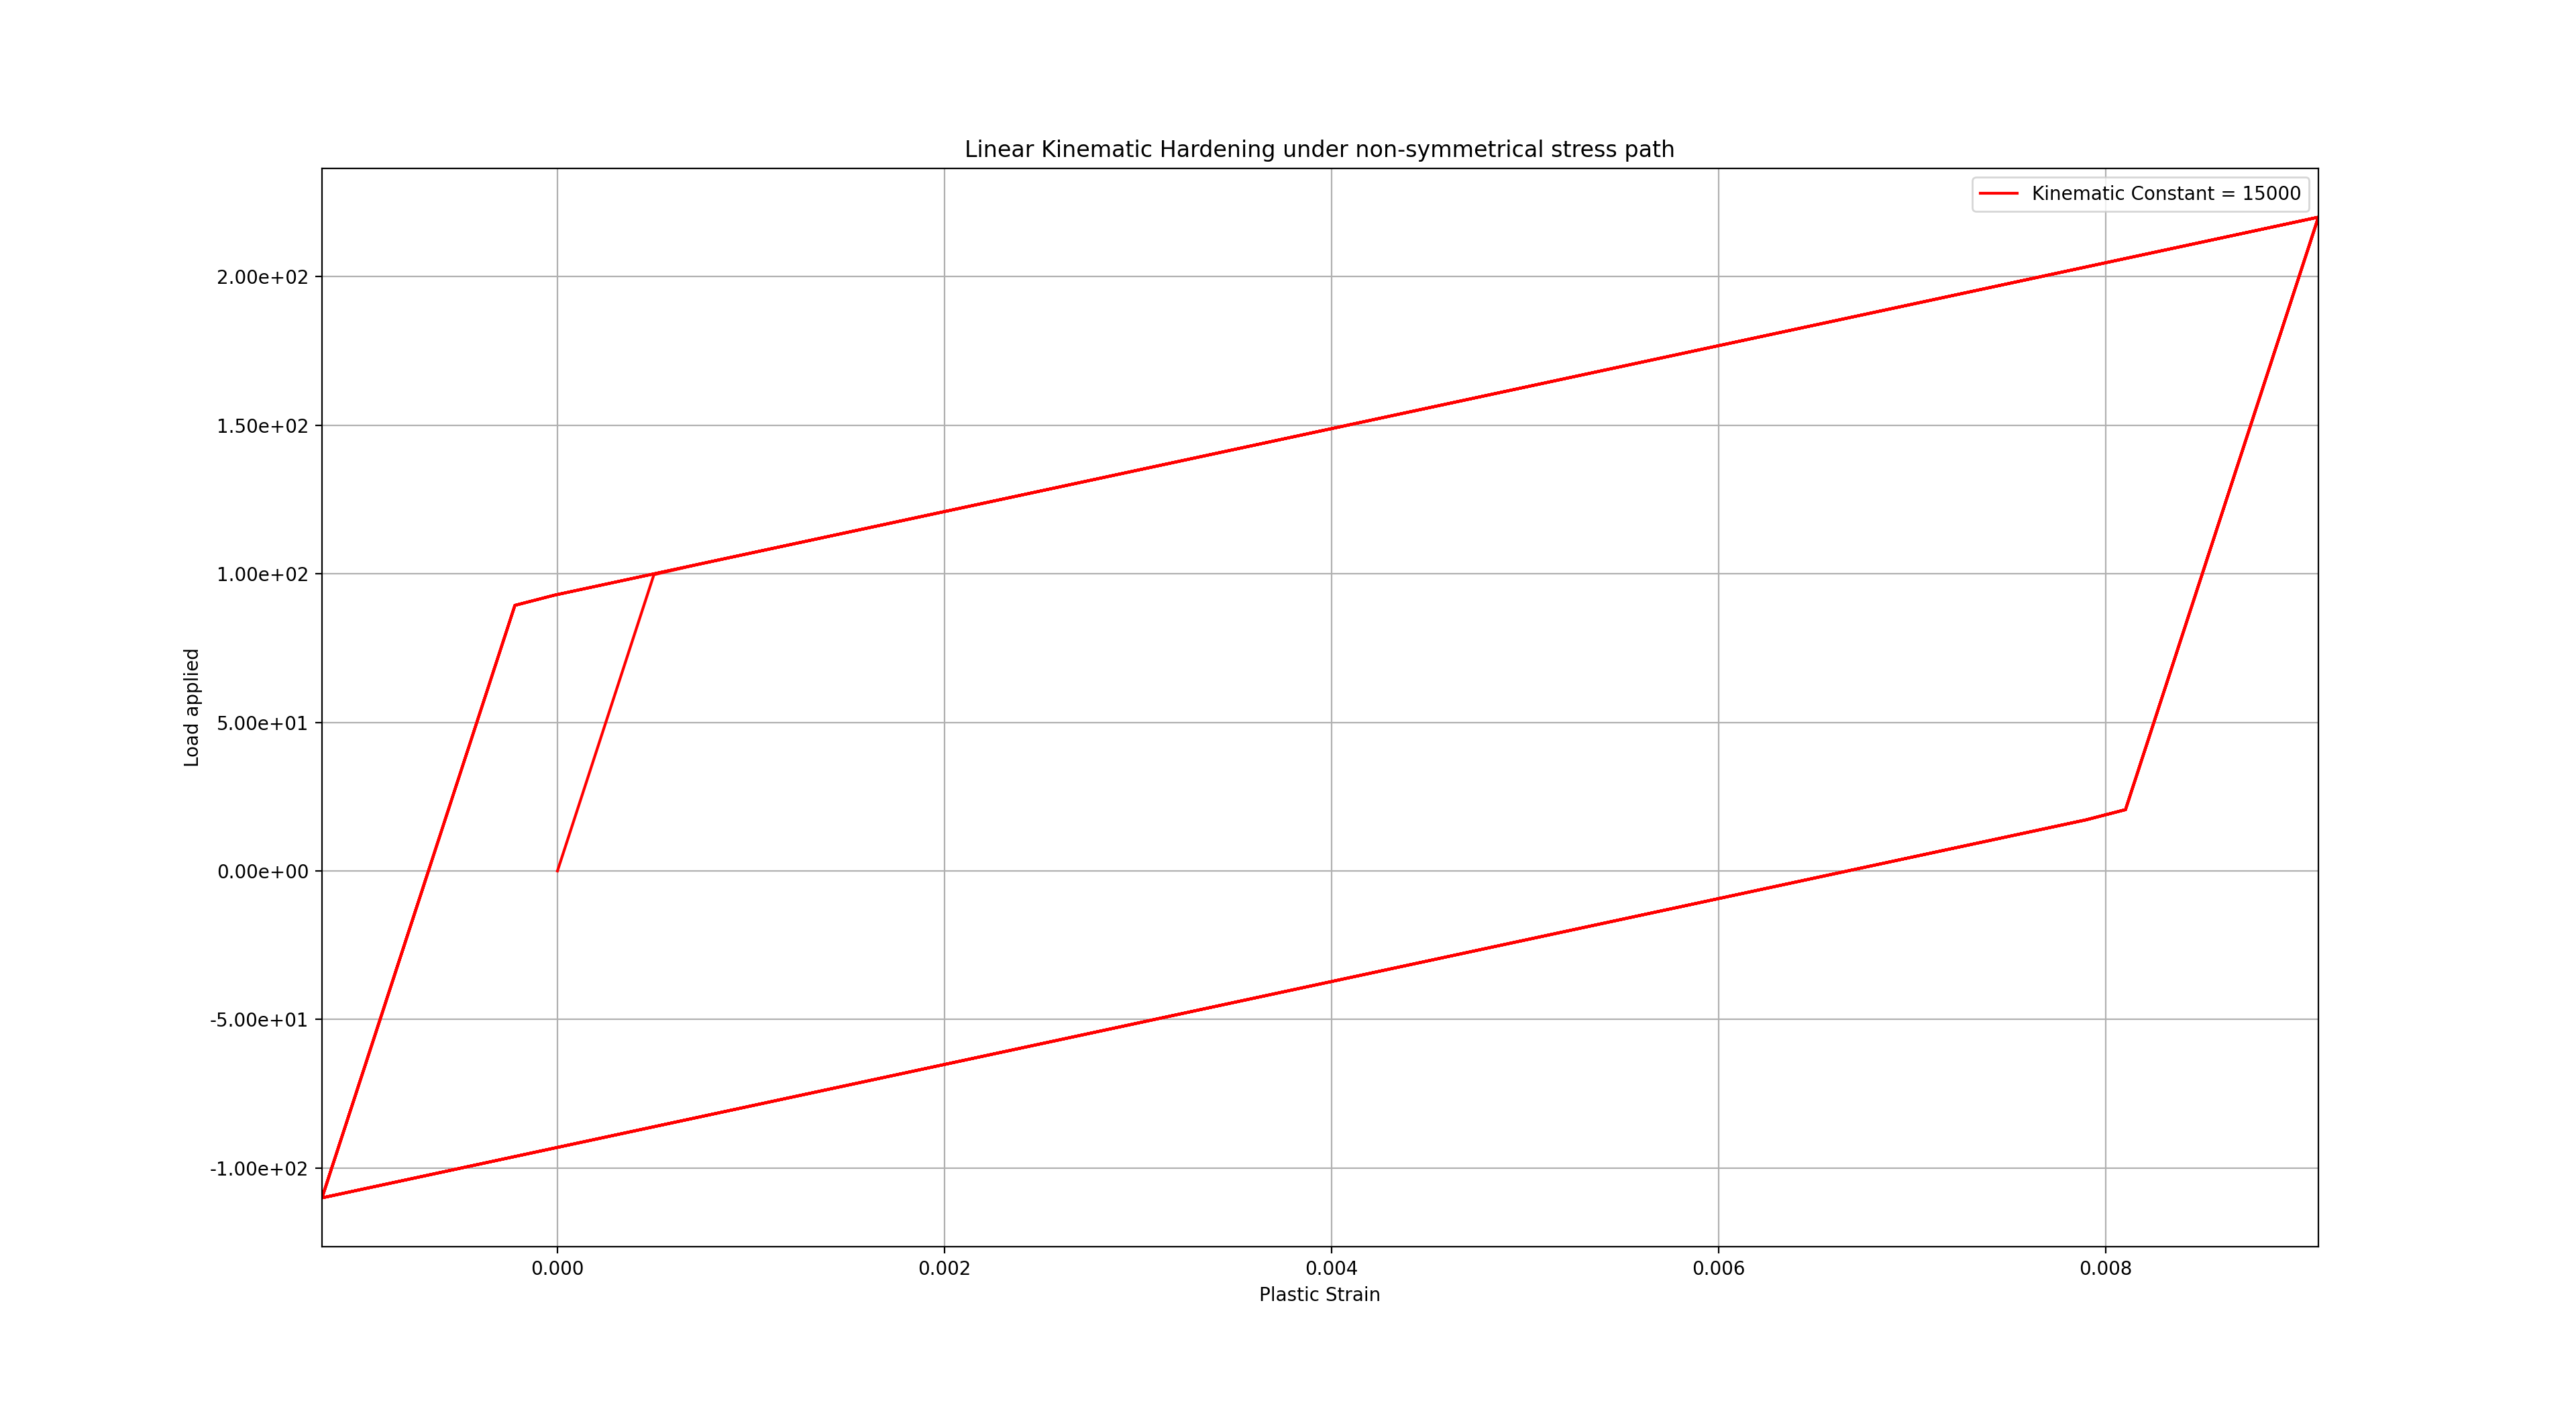 Linear Kinematic Hardening under non-symmetrical stress path
Kinematic Constant = 15000
2.00e+02
1.50e+02
1.00e+02
5.00e+01
0.00e+00
-5.00e+01
-1.00e+02
Load applied
0.000
0.002
0.004
0.006
0.008
Plastic Strain